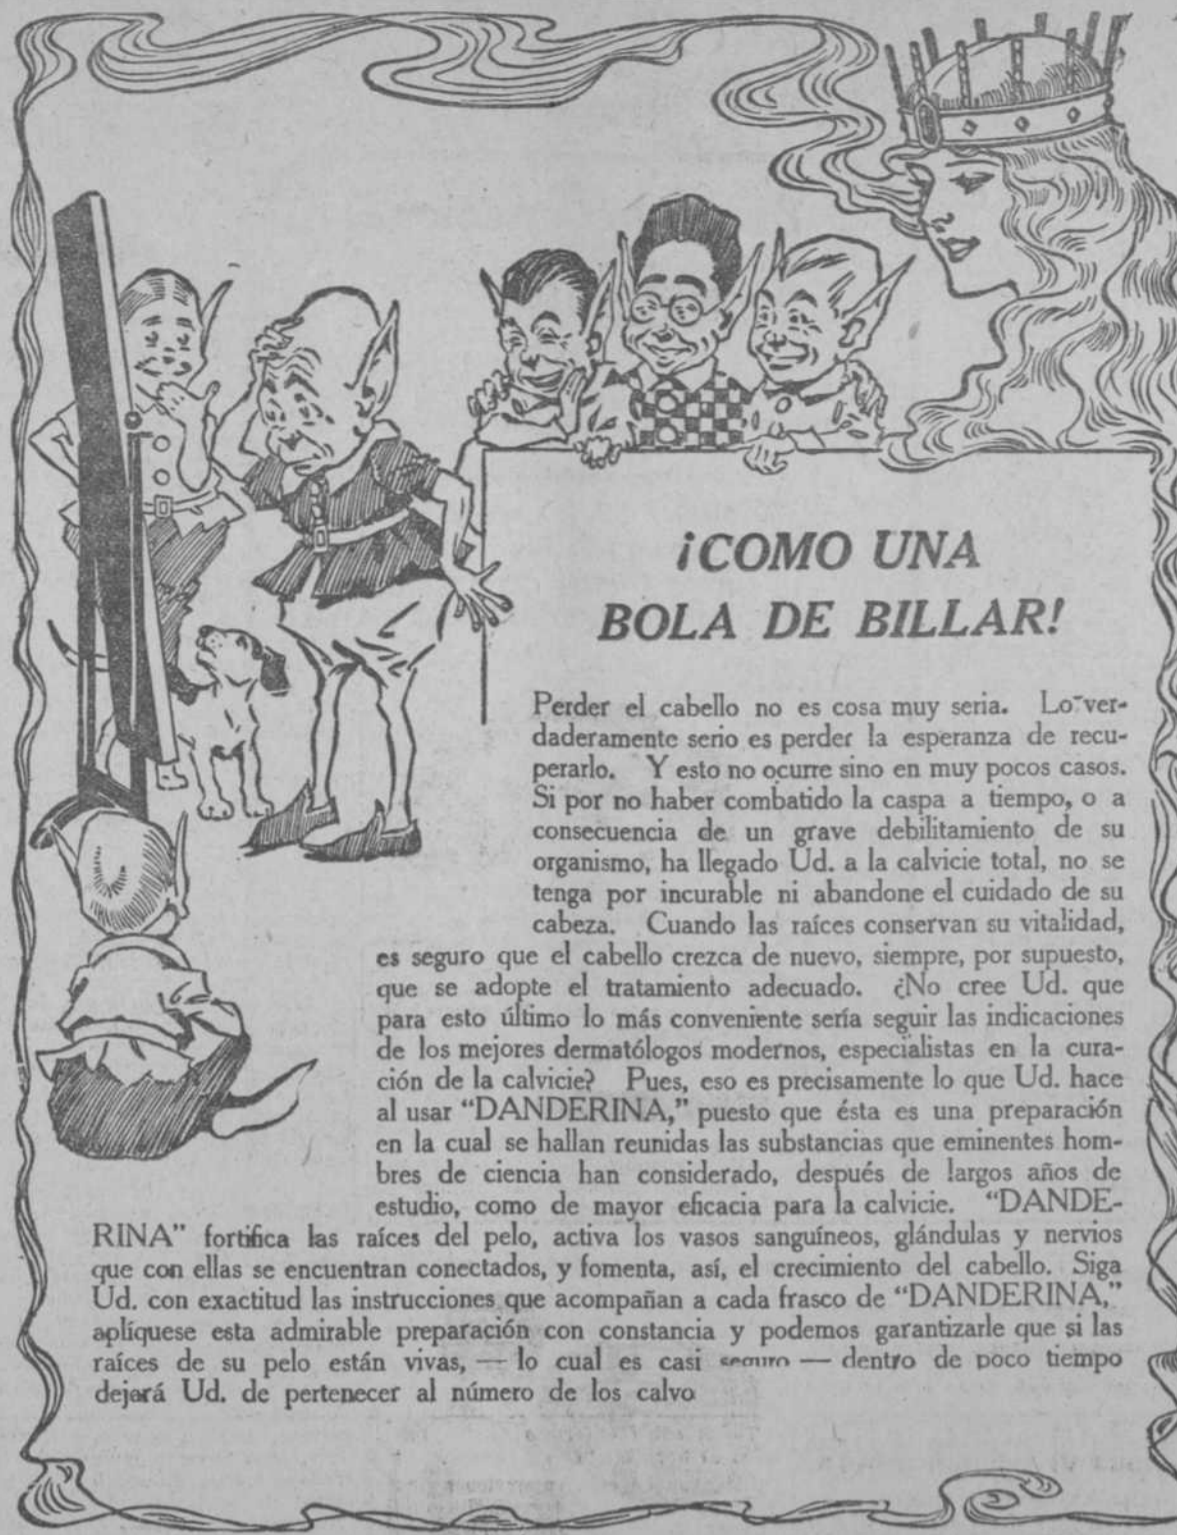 ¡COMO UNA
BOLA DE BILLAR!
Perder el cabello no es cosa muy seria. Lo ver-
daderamente serio es perder la esperanza de recu-
perarlo. Y esto no ocurre sino en muy pocos casos.
Si por no haber combatido la caspa a tiempo, o a
consecuencia de un grave debilitamiento de su
organismo, ha llegado Ud. a la calvicie total, no se
tenga por incurable ni abandone el cuidado de su
cabeza. Cuando las raíces conservan su vitalidad,
es seguro que el cabello crezca de nuevo, siempre, por supuesto,
que se adopte el tratamiento adecuado. ¿No cree Ud. que
para esto último lo más conveniente sería seguir las indicaciones
de los mejores dermatólogos modernos, especialistas en la cura-
ción de la calvicie? Pues, eso es precisamente lo que Ud. hace
al usar “DANDERINA,” puesto que ésta es una preparación
en la cual se hallan reunidas las substancias que eminentes hom-
bres de ciencia han considerado, después de largos años de
estudio, como de mayor eficacia para la calvicie. “DANDE-
RINA” fortifica las raíces del pelo, activa los vasos sanguíneos, glándulas y nervios
que con ellas se encuentran conectados, y fomenta, así, el crecimiento del cabello. Siga
Ud. con exactitud las instrucciones que acompañan a cada frasco de “DANDERINA,”
aplíquese esta admirable preparación con constancia y podemos garantizarle que si las
raíces de su pelo están vivas, — lo cual es casi seguro — dentro de poco tiempo
dejará Ud. de pertenecer al número de los calvo